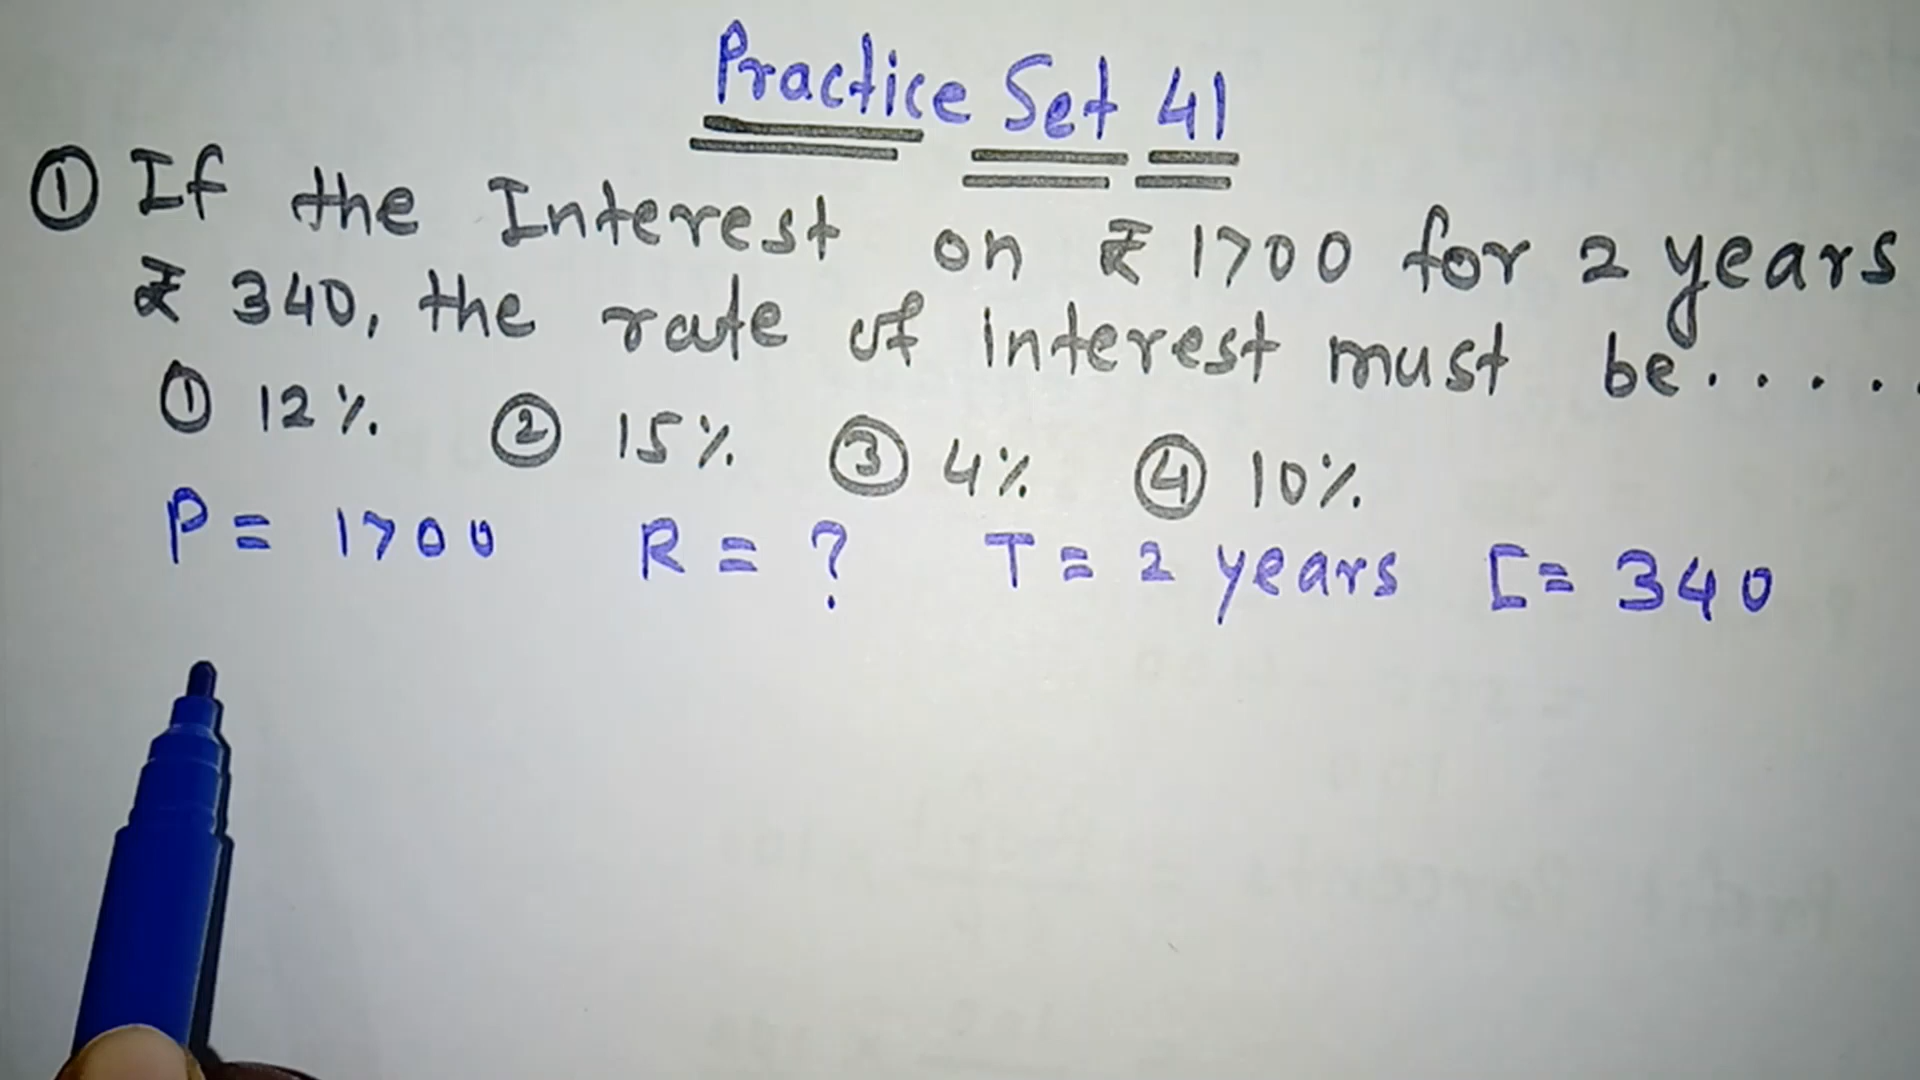 Practice Set 41
① If the Interest on ₹ 1700 for 2 years
₹ 340, the rate of interest must be.....
① 12% ② 15% ③ 4% ④ 10%
P = 1700 R = ? T = 2 years I = 340